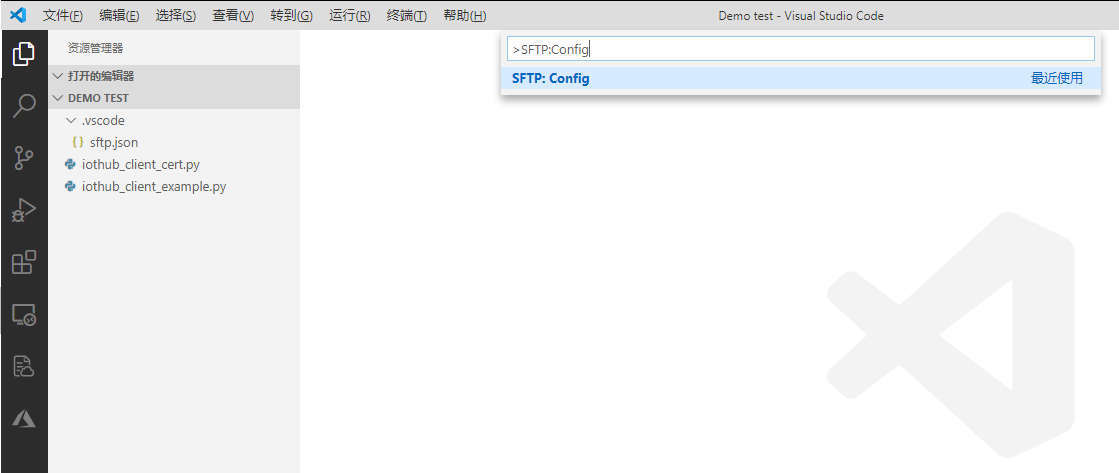 文件(F) 编辑(E) 选择(S) 查看(V) 转到(G) 运行(R) 终端(T) 帮助(H) Demo test - Visual Studio Code
>SFTP:Config
SFTP: Config 最近使用
资源管理器
打开的编辑器
DEMO TEST
.vscode
{} sftp.json
iothub_client_cert.py
iothub_client_example.py